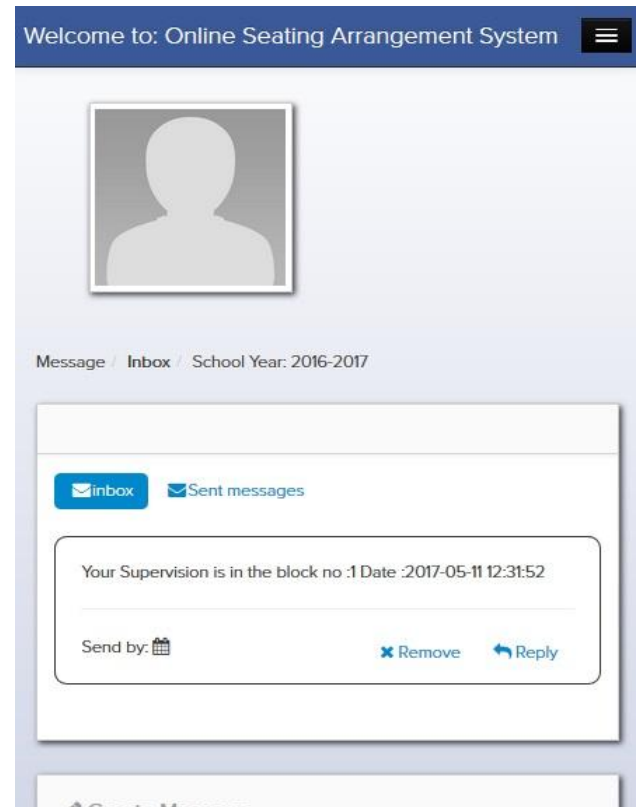 Welcome to: Online Seating Arrangement System
Message / Inbox / School Year: 2016-2017
inbox Sent messages
Your Supervision is in the block no :1 Date :2017-05-11 12:31:52
Send by: Remove Reply